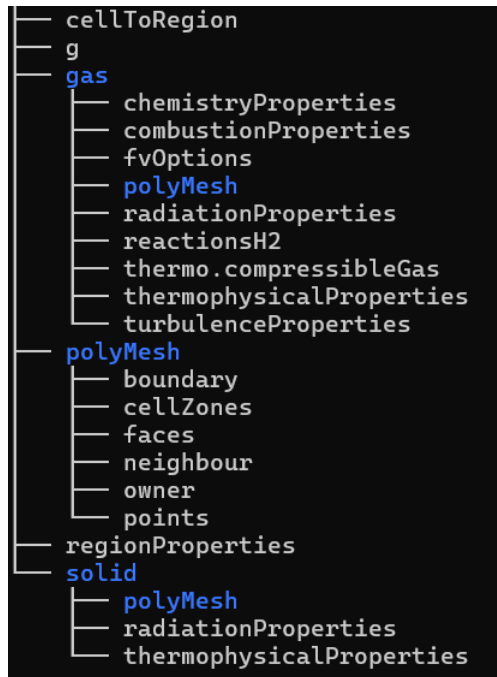 cellToRegion
g
gas
chemistryProperties
combustionProperties
fvOptions
polyMesh
radiationProperties
reactionsH2
thermo.compressibleGas
thermophysicalProperties
turbulenceProperties
polyMesh
boundary
cellZones
faces
neighbour
owner
points
regionProperties
solid
polyMesh
radiationProperties
thermophysicalProperties